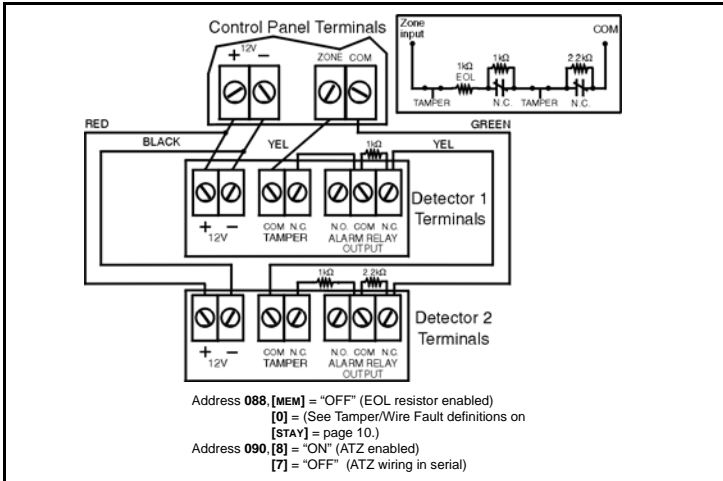 Control Panel Terminals
12V
+ −
ZONE COM
Zone input
COM
1kΩ
EOL
1kΩ
2.2kΩ
TAMPER
N.C.
TAMPER
N.C.
RED
BLACK
YEL
GREEN
1kΩ
YEL
Detector 1
Terminals
+ −
12V
COM N.C.
TAMPER
N.O. COM N.C.
ALARM RELAY
OUTPUT
1kΩ
2.2kΩ
Detector 2
Terminals
+ −
12V
COM N.C.
TAMPER
N.O. COM N.C.
ALARM RELAY
OUTPUT
Address 088, [MEM] = “OFF” (EOL resistor enabled)
[0] = (See Tamper/Wire Fault definitions on
[STAY] = page 10.)
Address 090, [8] = “ON” (ATZ enabled)
[7] = “OFF” (ATZ wiring in serial)